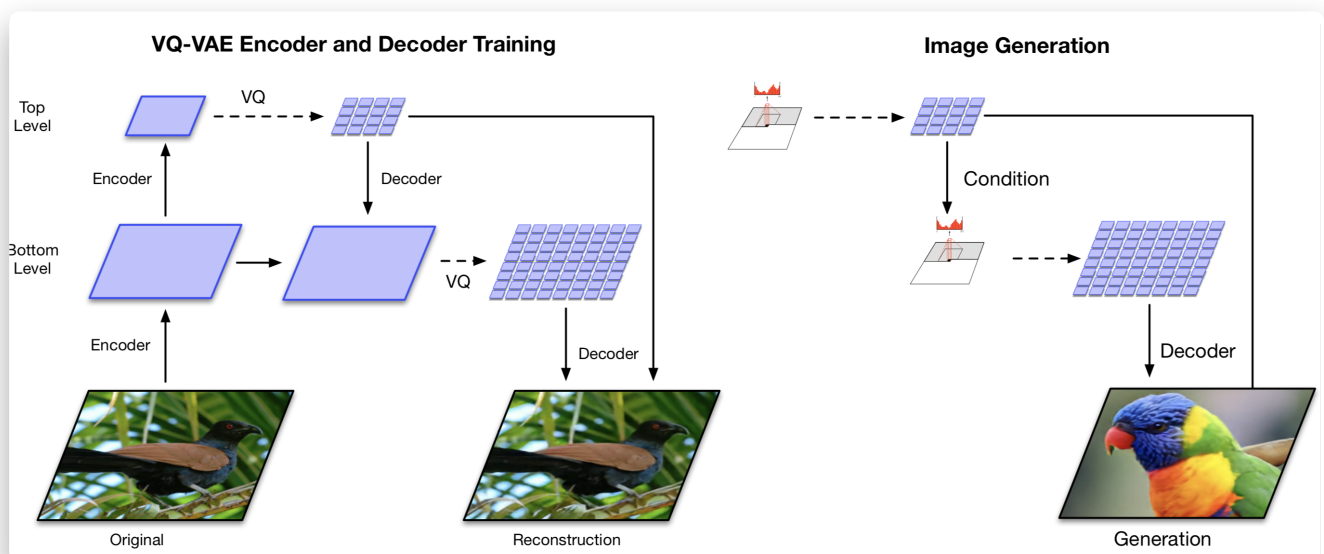 VQ-VAE Encoder and Decoder Training
Image Generation
Top
Level
VQ
Encoder
Decoder
Condition
Bottom
Level
VQ
Encoder
Decoder
Decoder
Original
Reconstruction
Generation